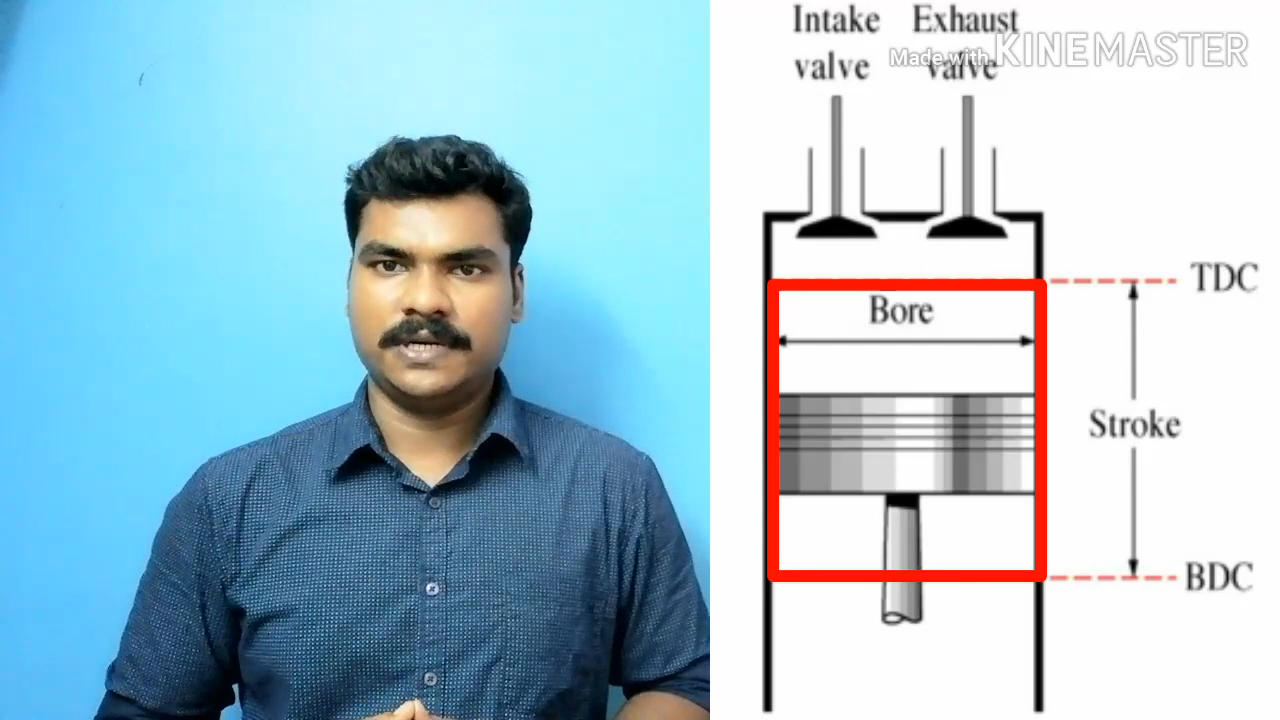 Intake Exhaust
valve valve
Made with KINEMASTER
TDC
Bore
Stroke
BDC